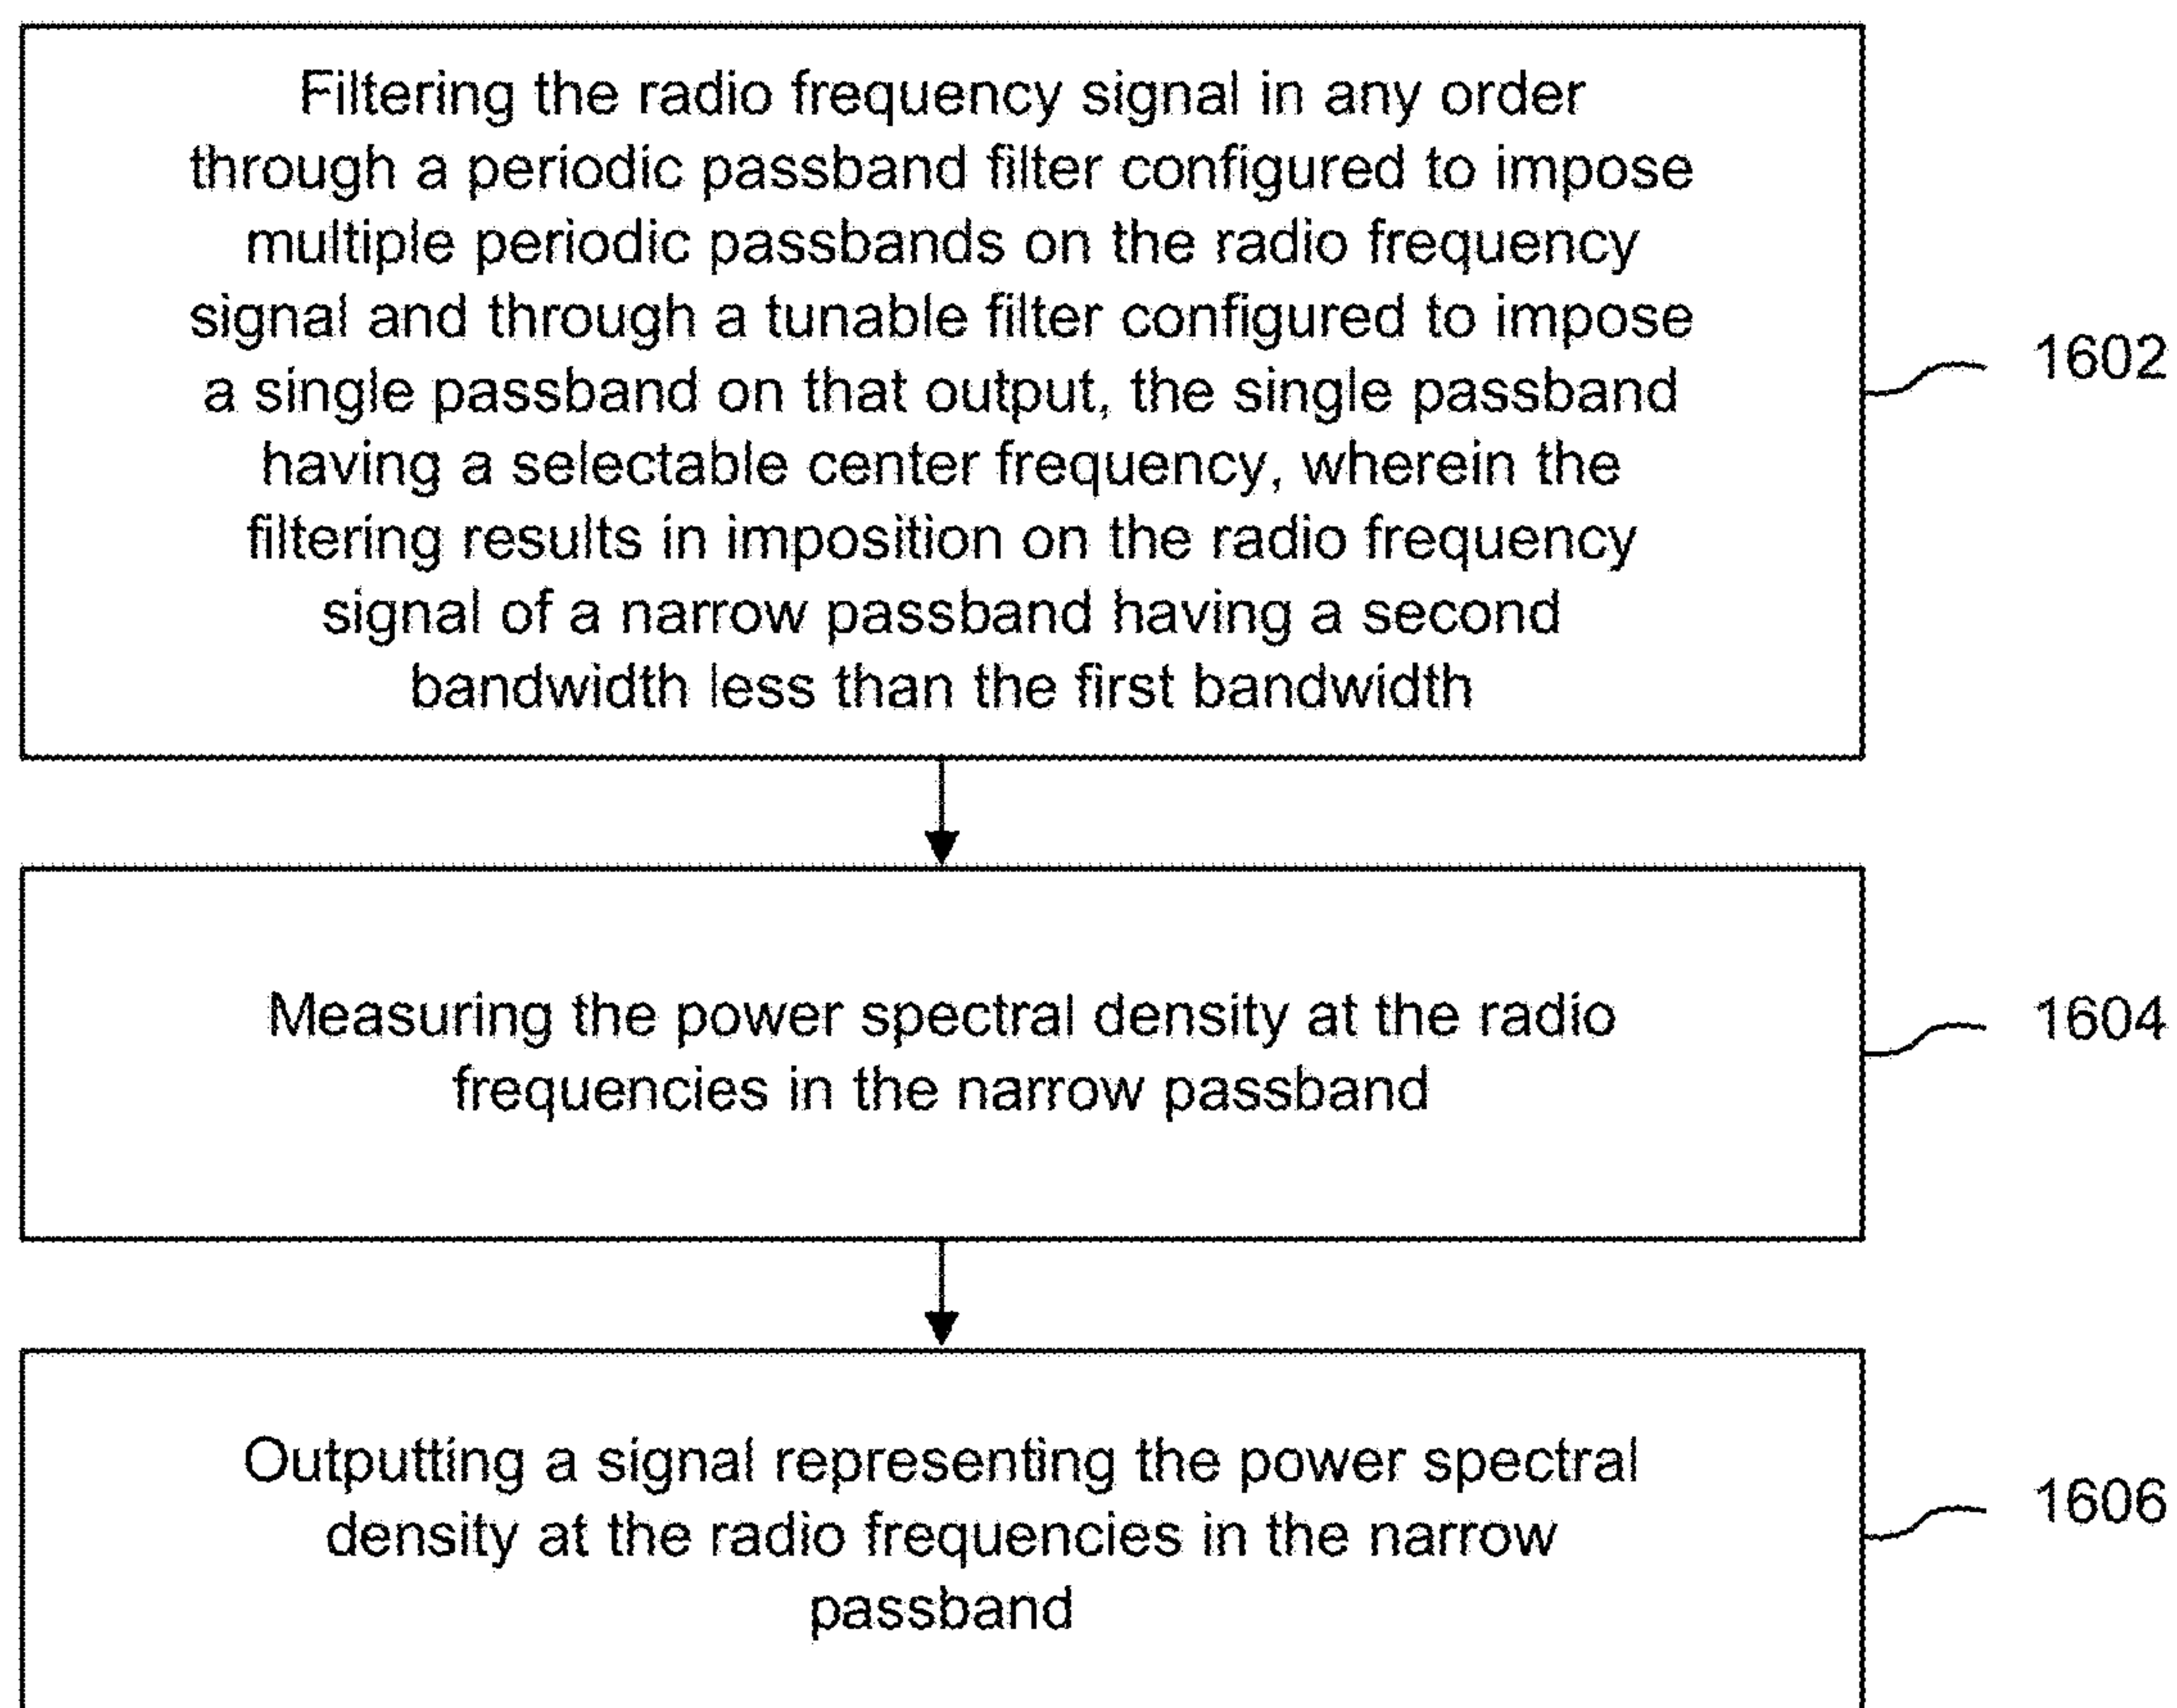 Filtering the radio frequency signal in any order
through a periodic passband filter configured to impose
multiple periodic passbands on the radio frequency
signal and through a tunable filter configured to impose
a single passband on that output, the single passband
having a selectable center frequency, wherein the
filtering results in imposition on the radio frequency
signal of a narrow passband having a second
bandwidth less than the first bandwidth
1602
Measuring the power spectral density at the radio
frequencies in the narrow passband
1604
Outputting a signal representing the power spectral
density at the radio frequencies in the narrow
passband
1606